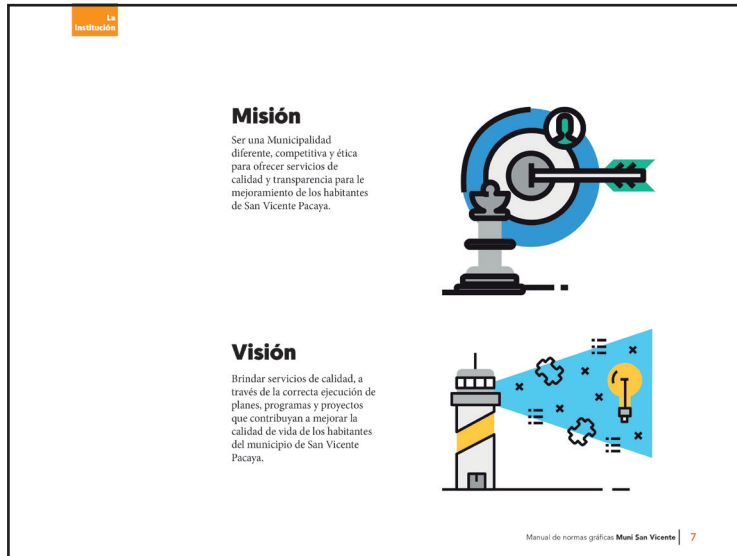 La
Institución
Misión
Ser una Municipalidad
diferente, competitiva y ética
para ofrecer servicios de
calidad y transparencia para le
mejoramiento de los habitantes
de San Vicente Pacaya.
Visión
Brindar servicios de calidad, a
través de la correcta ejecución de
planes, programas y proyectos
que contribuyan a mejorar la
calidad de vida de los habitantes
del municipio de San Vicente
Pacaya.
Manual de normas gráficas Muni San Vicente 7